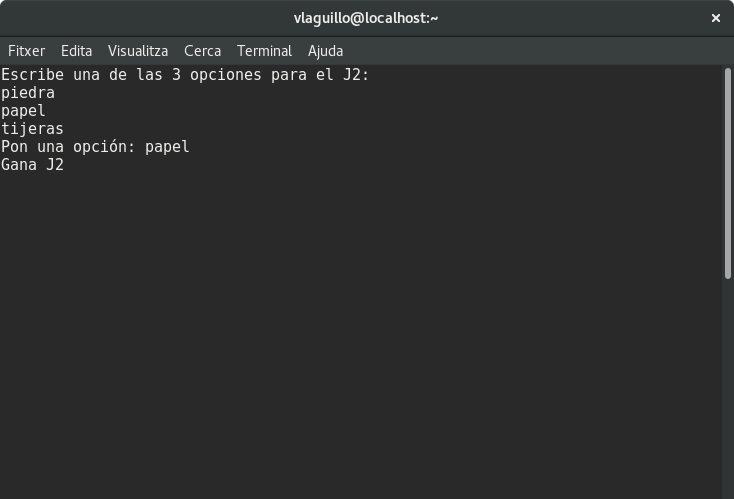 vlaguillo@localhost:~
Fitxer Edita Visualitza Cerca Terminal Ajuda
Escribe una de las 3 opciones para el J2:
piedra
papel
tijeras
Pon una opción: papel
Gana J2